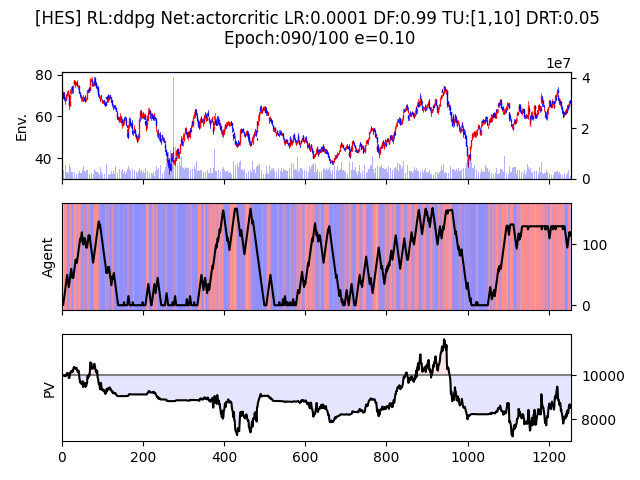 [HES] RL:ddpg Net:actorcritic LR:0.0001 DF:0.99 TU:[1,10] DRT:0.05
Epoch:090/100 e=0.10
1e7
80
60
40
Env.
4
2
0
Agent
100
0
PV
10000
8000
0
200
400
600
800
1000
1200